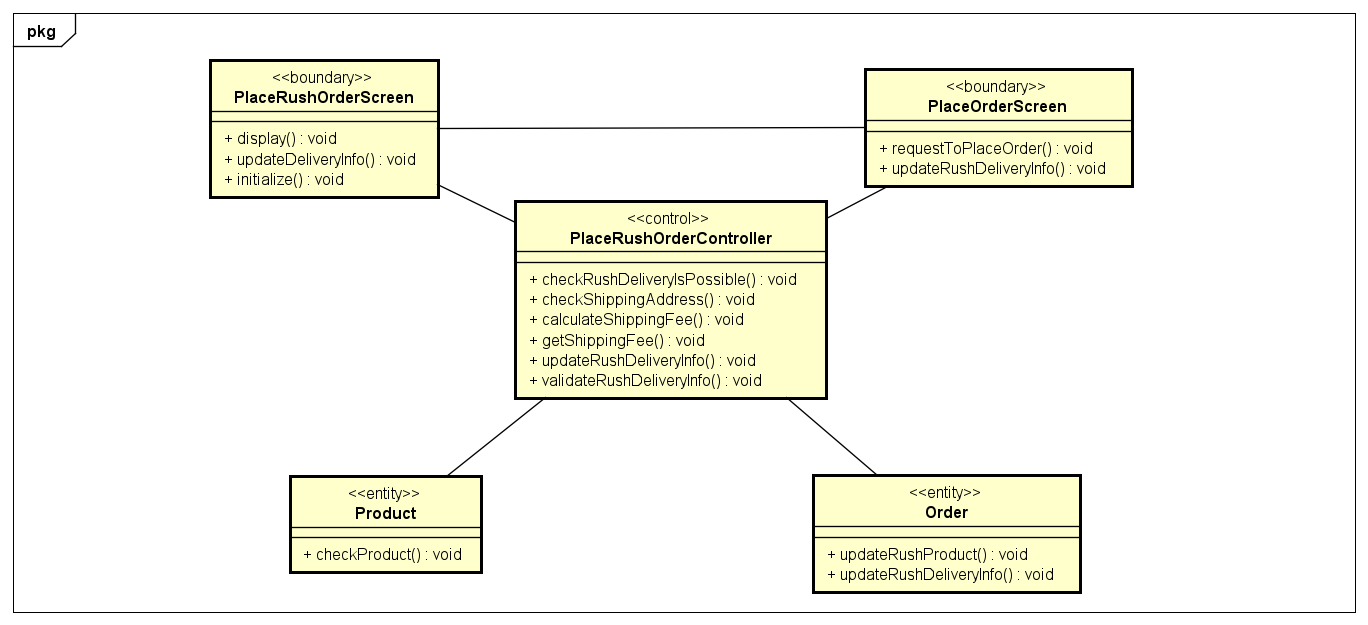 pkg
<<boundary>>
PlaceRushOrderScreen
+ display() : void
+ updateDeliveryInfo() : void
+ initialize() : void
<<boundary>>
PlaceOrderScreen
+ requestToPlaceOrder() : void
+ updateRushDeliveryInfo() : void
<<control>>
PlaceRushOrderController
+ checkRushDeliveryIsPossible() : void
+ checkShippingAddress() : void
+ calculateShippingFee() : void
+ getShippingFee() : void
+ updateRushDeliveryInfo() : void
+ validateRushDeliveryInfo() : void
<<entity>>
Product
+ checkProduct() : void
<<entity>>
Order
+ updateRushProduct() : void
+ updateRushDeliveryInfo() : void